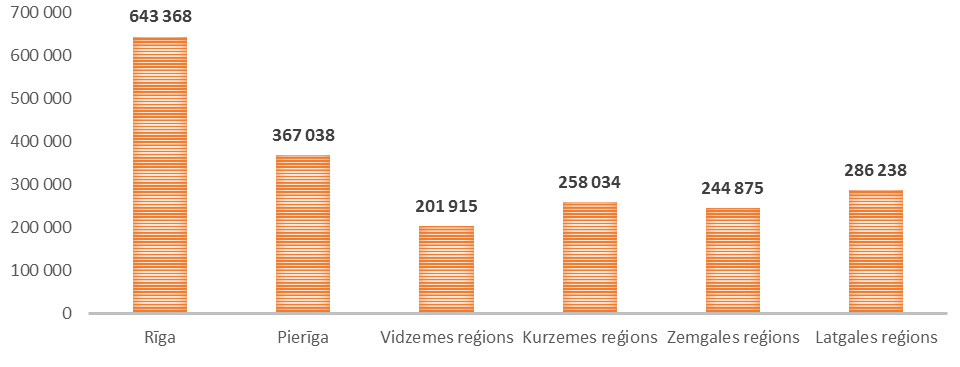 700 000
600 000
500 000
400 000
300 000
200 000
100 000
0
643 368
367 038
201 915
258 034
244 875
286 238
Rīga
Pierīga
Vidzemes reģions
Kurzemes reģions
Zemgales reģions
Latgales reģions